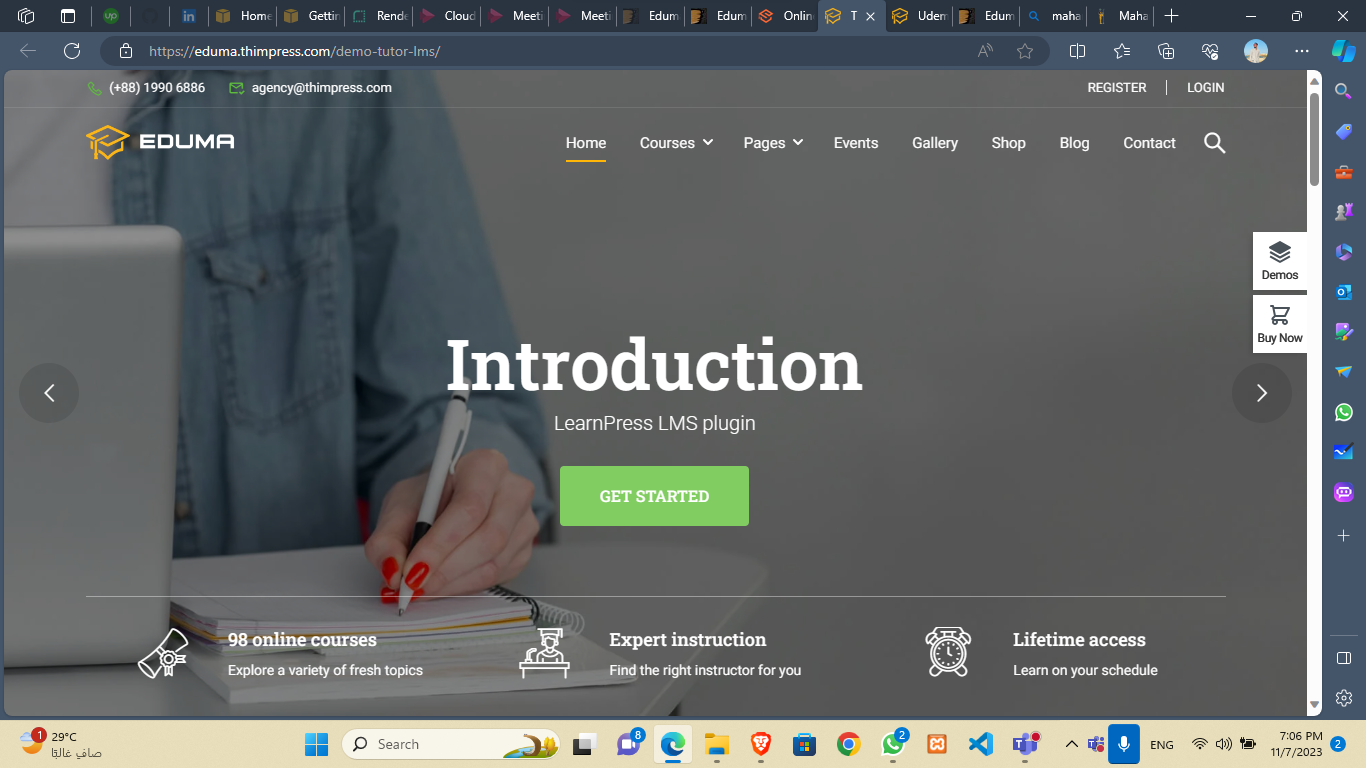 Home
Gettin
Rende
Cloud
Meeti
Meeti
Edum
Edum
Online
T
Udem
Edum
maha
Maha
https://eduma.thimpress.com/demo-tutor-lms/
(+88) 1990 6886
agency@thimpress.com
REGISTER
LOGIN
EDUMA
Home
Courses
Pages
Events
Gallery
Shop
Blog
Contact
Demos
Buy Now
Introduction
LearnPress LMS plugin
GET STARTED
98 online courses
Explore a variety of fresh topics
Expert instruction
Find the right instructor for you
Lifetime access
Learn on your schedule
1
29°C
صافٍ غالبًا
Search
8
2
ENG
7:06 PM
11/7/2023
2